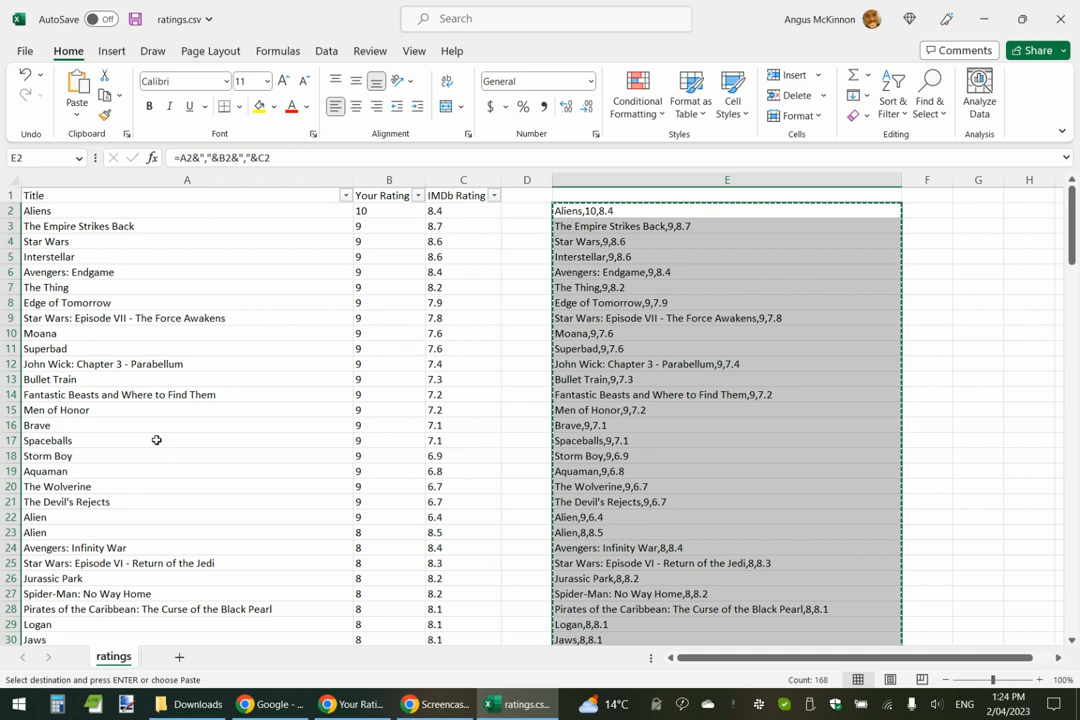 AutoSave Off ratings.csv Search Angus McKinnon
File Home Insert Draw Page Layout Formulas Data Review View Help Comments Share
Paste Calibri 11 General Conditional Formatting Format as Table Cell Styles Insert Delete Format Sort & Filter Find & Select Analyze Data
Undo Clipboard Font Alignment Number Styles Cells Editing Analysis
E2 =A2&","&B2&","&C2
A B C D E F G H
1 Title Your Rating IMDb Rating
2 Aliens 10 8.4 Aliens,10,8.4
3 The Empire Strikes Back 9 8.7 The Empire Strikes Back,9,8.7
4 Star Wars 9 8.6 Star Wars,9,8.6
5 Interstellar 9 8.6 Interstellar,9,8.6
6 Avengers: Endgame 9 8.4 Avengers: Endgame,9,8.4
7 The Thing 9 8.2 The Thing,9,8.2
8 Edge of Tomorrow 9 7.9 Edge of Tomorrow,9,7.9
9 Star Wars: Episode VII - The Force Awakens 9 7.8 Star Wars: Episode VII - The Force Awakens,9,7.8
10 Moana 9 7.6 Moana,9,7.6
11 Superbad 9 7.6 Superbad,9,7.6
12 John Wick: Chapter 3 - Parabellum 9 7.4 John Wick: Chapter 3 - Parabellum,9,7.4
13 Bullet Train 9 7.3 Bullet Train,9,7.3
14 Fantastic Beasts and Where to Find Them 9 7.2 Fantastic Beasts and Where to Find Them,9,7.2
15 Men of Honor 9 7.2 Men of Honor,9,7.2
16 Brave 9 7.1 Brave,9,7.1
17 Spaceballs 9 7.1 Spaceballs,9,7.1
18 Storm Boy 9 6.9 Storm Boy,9,6.9
19 Aquaman 9 6.8 Aquaman,9,6.8
20 The Wolverine 9 6.7 The Wolverine,9,6.7
21 The Devil's Rejects 9 6.7 The Devil's Rejects,9,6.7
22 Alien 9 6.4 Alien,9,6.4
23 Alien 8 8.5 Alien,8,8.5
24 Avengers: Infinity War 8 8.4 Avengers: Infinity War,8,8.4
25 Star Wars: Episode VI - Return of the Jedi 8 8.3 Star Wars: Episode VI - Return of the Jedi,8,8.3
26 Jurassic Park 8 8.2 Jurassic Park,8,8.2
27 Spider-Man: No Way Home 8 8.2 Spider-Man: No Way Home,8,8.2
28 Pirates of the Caribbean: The Curse of the Black Pearl 8 8.1 Pirates of the Caribbean: The Curse of the Black Pearl,8,8.1
29 Logan 8 8.1 Logan,8,8.1
30 Jaws 8 8.1 Jaws,8,8.1
ratings
Select destination and press ENTER or choose Paste Count: 168 100%
Downloads Google - ... Your Rati... Screencas... ratings.cs... 14°C ENG 1:24 PM
2/04/2023